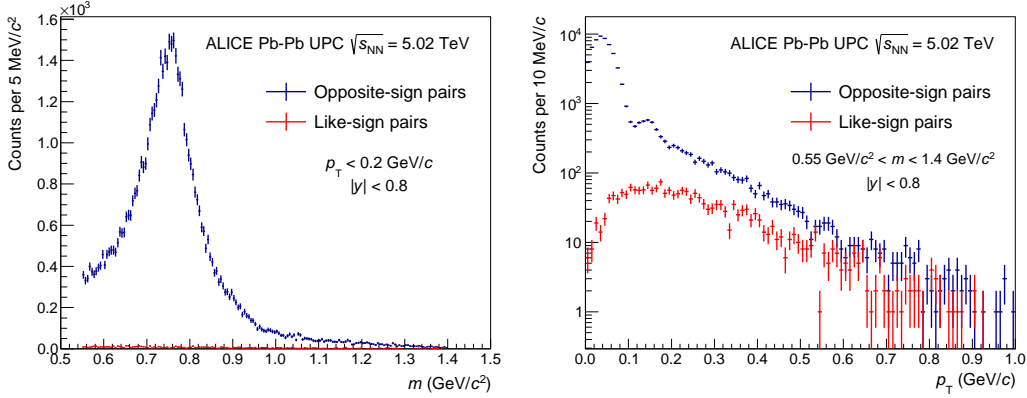 ×10³
ALICE Pb-Pb UPC √sNN = 5.02 TeV
Opposite-sign pairs
Like-sign pairs
pT < 0.2 GeV/c
|y| < 0.8
Counts per 5 MeV/c²
1.6
1.4
1.2
1.0
0.8
0.6
0.4
0.2
0.0
0.5 0.6 0.7 0.8 0.9 1.0 1.1 1.2 1.3 1.4 1.5
m (GeV/c²)
ALICE Pb-Pb UPC √sNN = 5.02 TeV
Opposite-sign pairs
Like-sign pairs
0.55 GeV/c² < m < 1.4 GeV/c²
|y| < 0.8
Counts per 10 MeV/c
10⁴
10³
10²
10
1
0.0 0.1 0.2 0.3 0.4 0.5 0.6 0.7 0.8 0.9 1.0
pT (GeV/c)